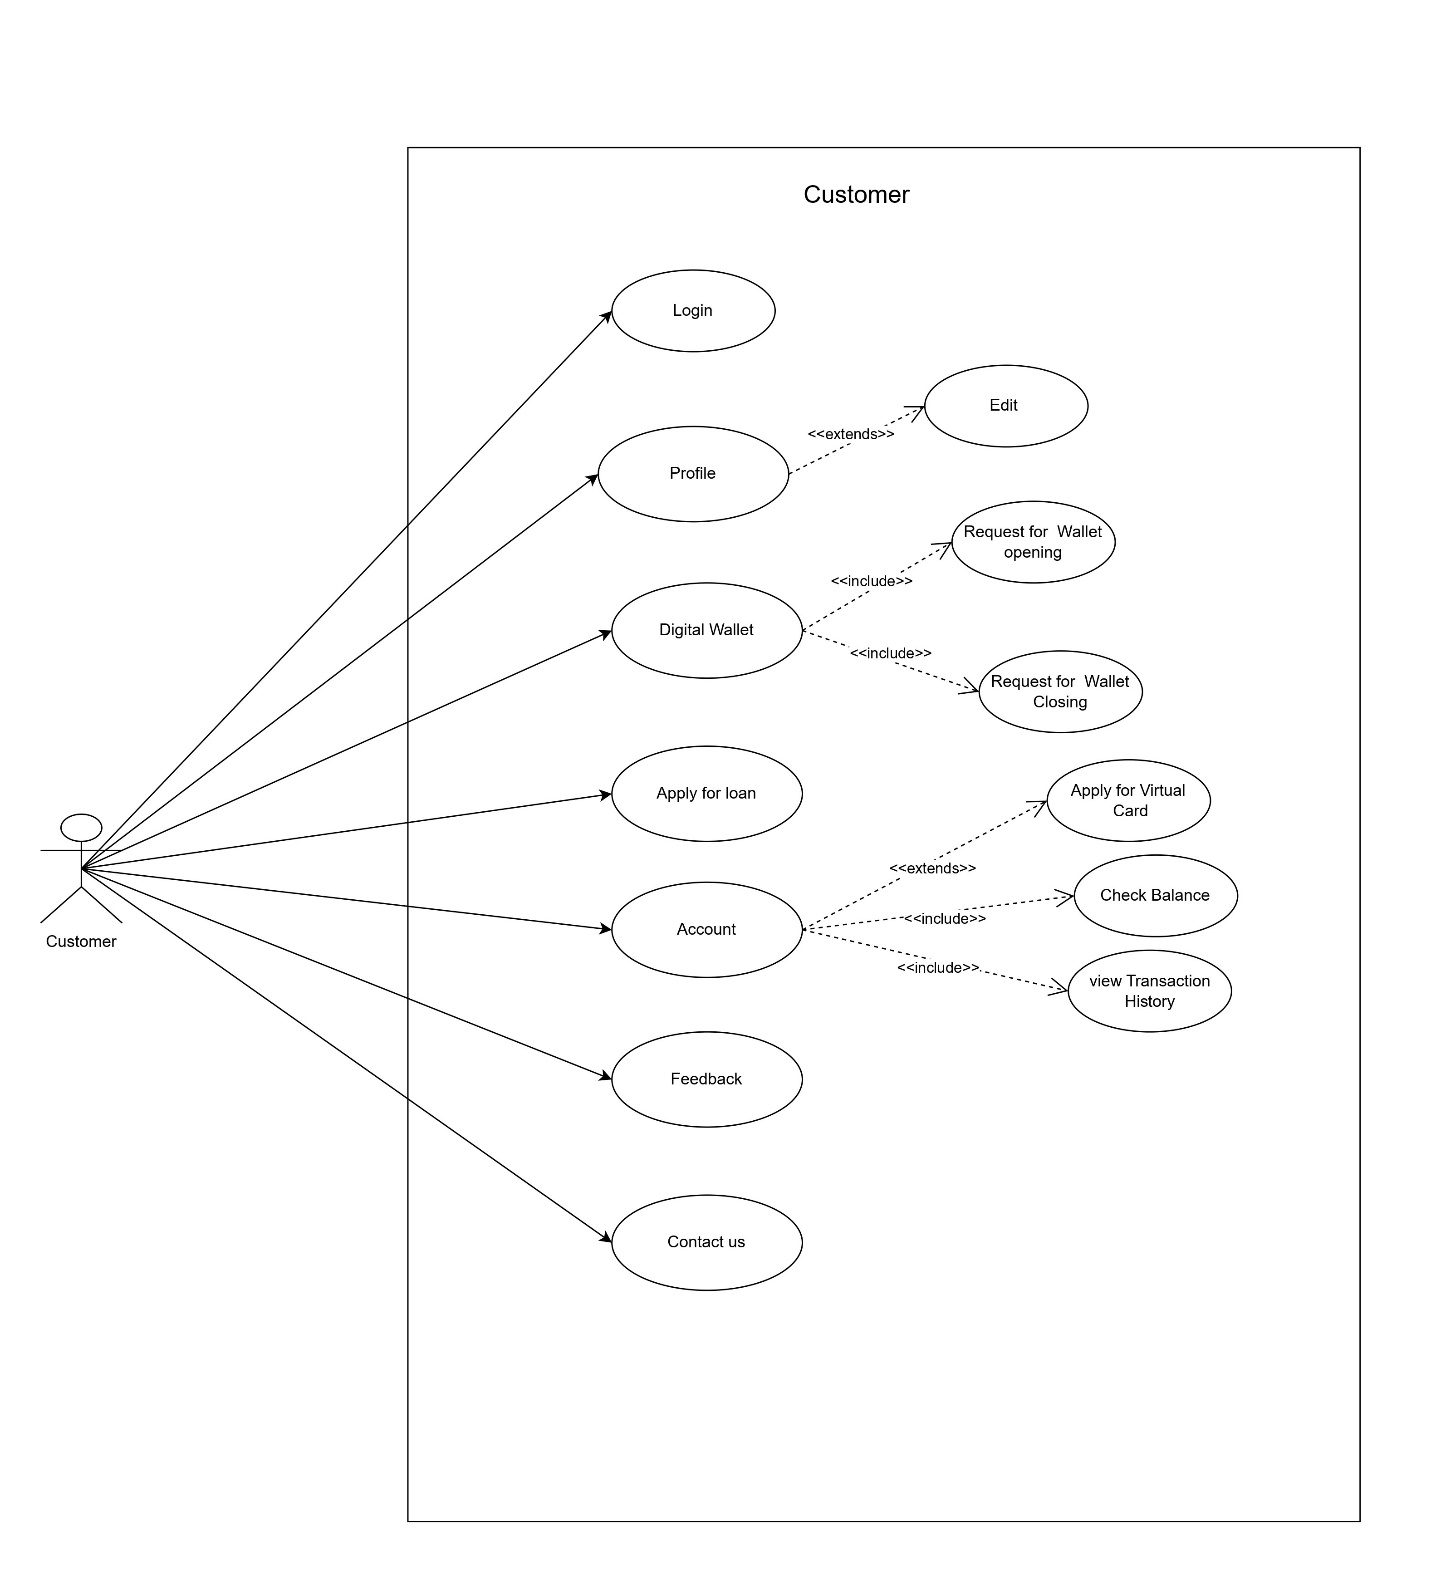 Customer
Login
Edit
<<extends>>
Profile
Request for  Wallet
opening
<<include>>
Digital Wallet
<<include>>
Request for  Wallet
Closing
Apply for loan
Apply for Virtual
Card
<<extends>>
Check Balance
<<include>>
Account
Customer
<<include>>
view Transaction
History
Feedback
Contact us